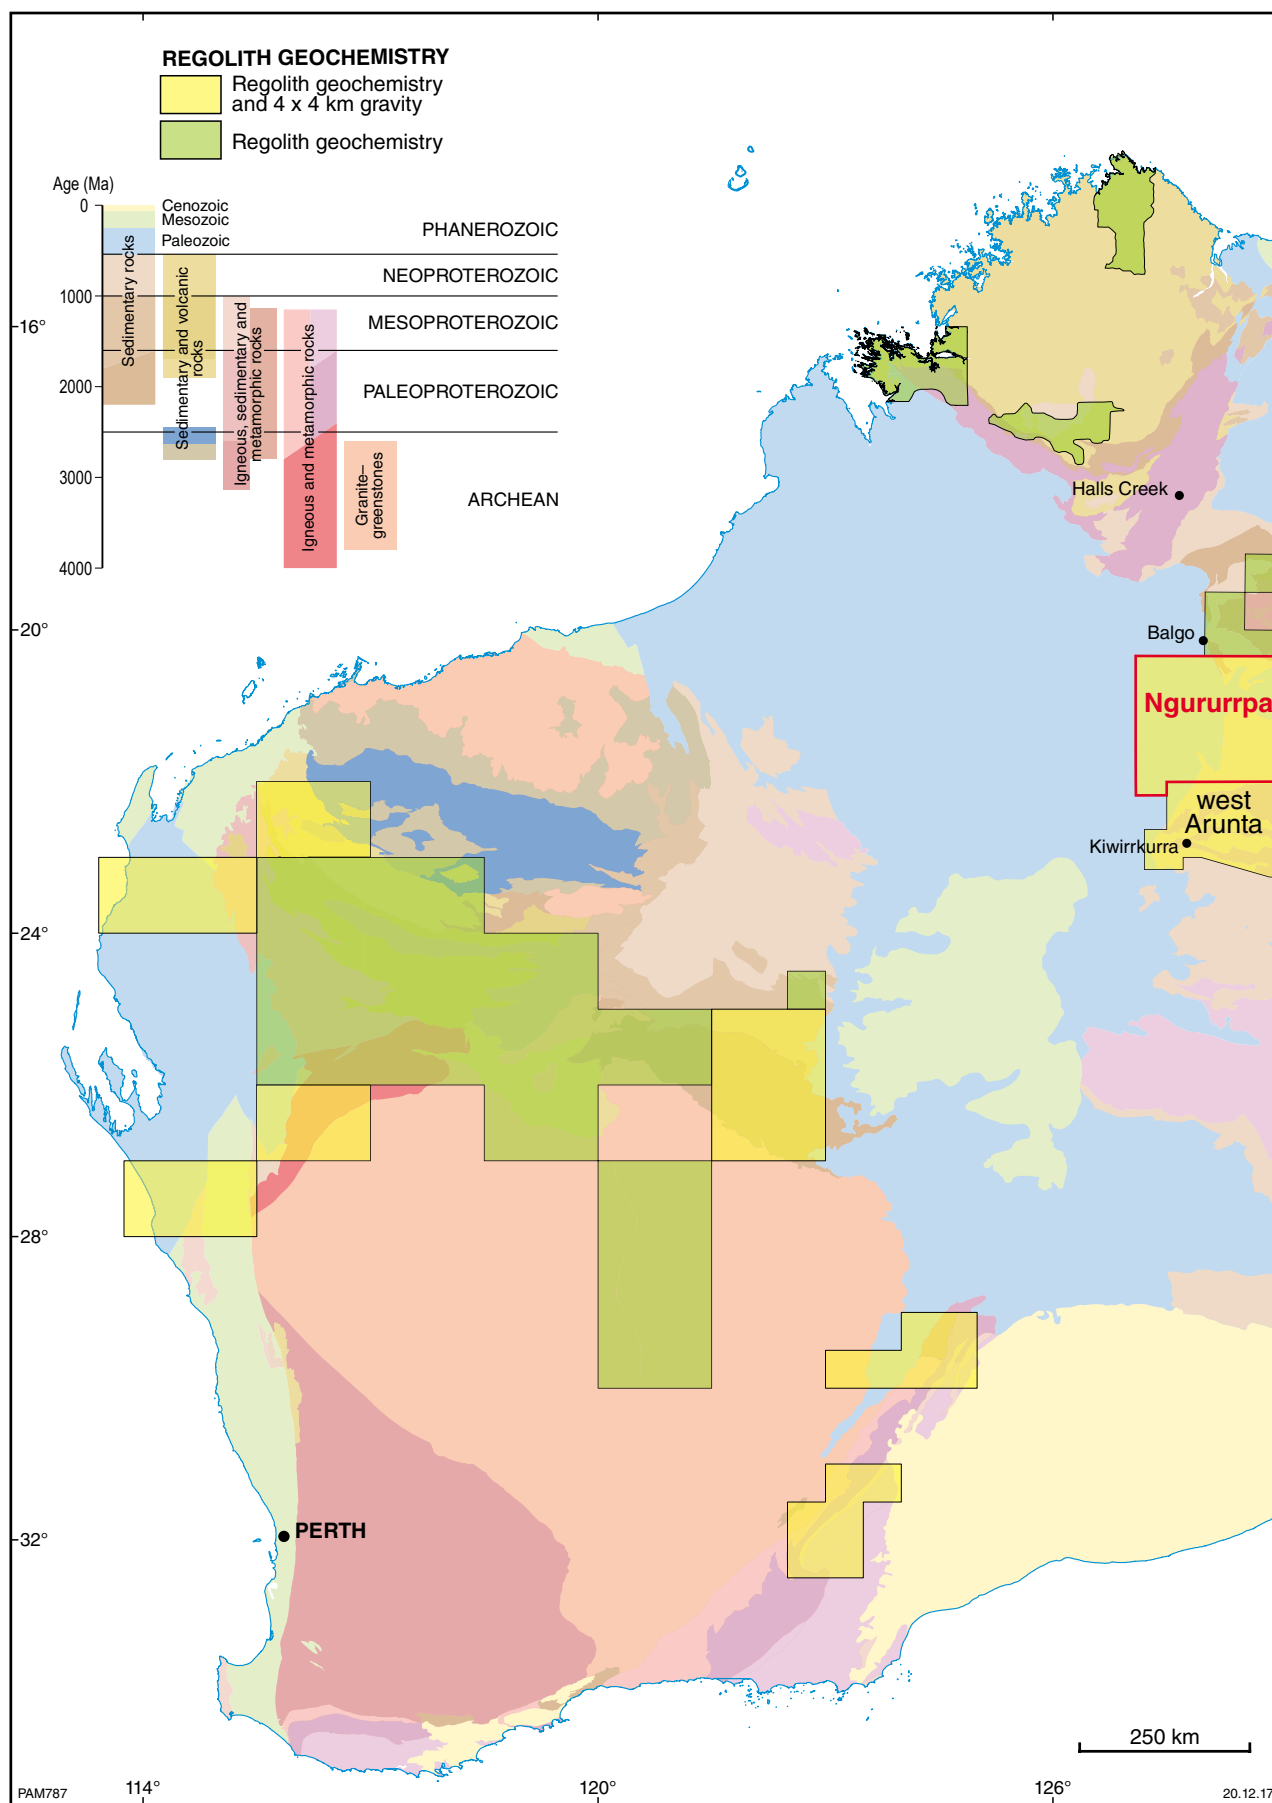 REGOLITH GEOCHEMISTRY
Regolith geochemistry
and 4 x 4 km gravity
Regolith geochemistry
Age (Ma)
0
1000
2000
3000
4000
Cenozoic
Mesozoic
Paleozoic
Sedimentary rocks
Sedimentary and volcanic
rocks
Igneous, sedimentary and
metamorphic rocks
Igneous and metamorphic rocks
Granite–
greenstones
PHANEROZOIC
NEOPROTEROZOIC
MESOPROTEROZOIC
PALEOPROTEROZOIC
ARCHEAN
16°
20°
24°
28°
32°
Halls Creek
Balgo
Ngururrpa
west
Arunta
Kiwirrkurra
PERTH
250 km
PAM787
114°
120°
126°
20.12.17